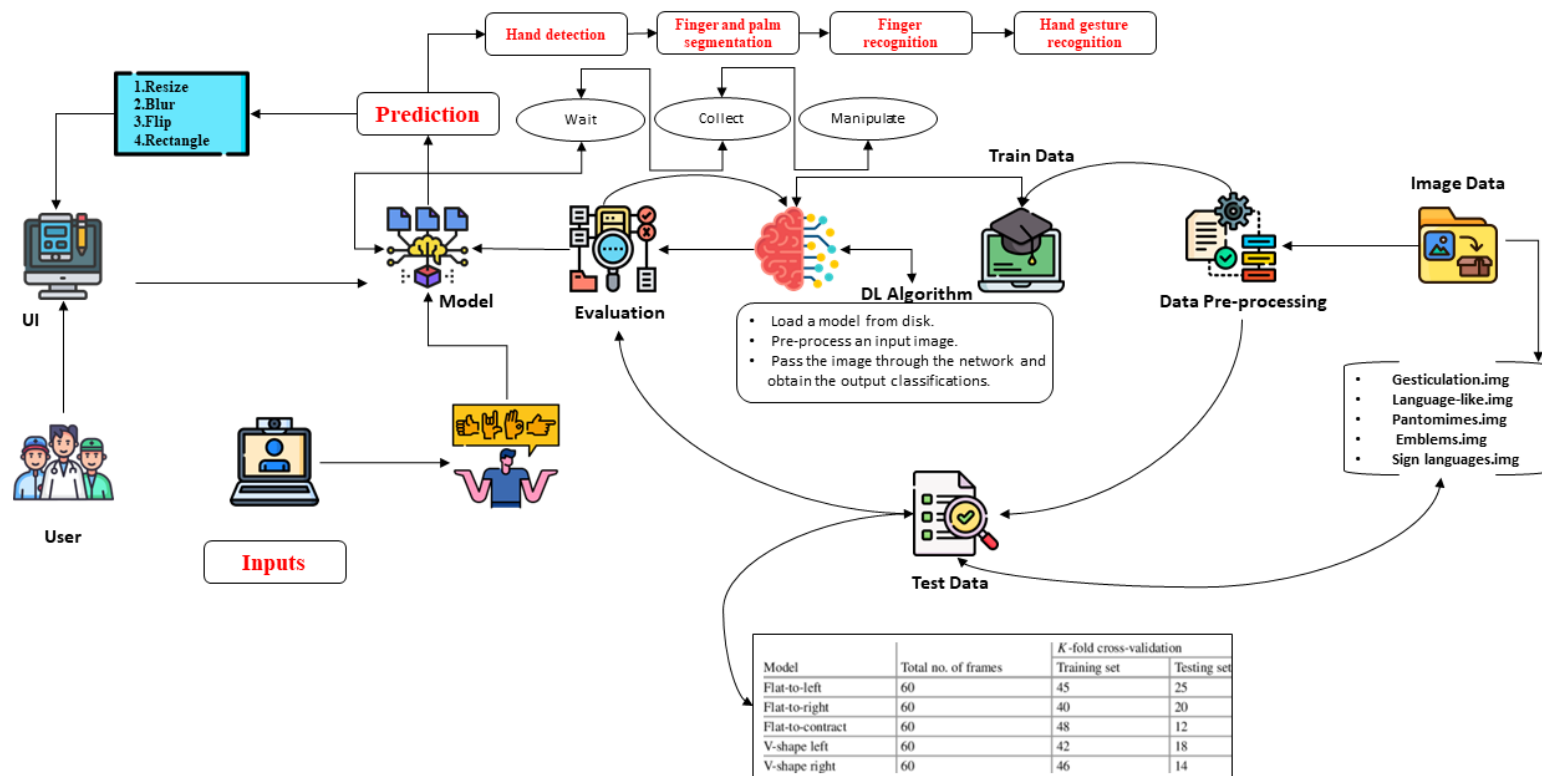 Hand detection
Finger and palm
segmentation
Finger
recognition
Hand gesture
recognition
1.Resize
2.Blur
3.Flip
4.Rectangle
Prediction
Wait
Collect
Manipulate
Train Data
Image Data
UI
Model
Evaluation
DL Algorithm
Data Pre-processing
• Load a model from disk.
• Pre-process an input image.
• Pass the image through the network and
obtain the output classifications.
• Gesticulation.img
• Language-like.img
• Pantomimes.img
• Emblems.img
• Sign languages.img
User
Inputs
Test Data
K-fold cross-validation
Model Total no. of frames Training set Testing set
Flat-to-left 60 45 25
Flat-to-right 60 40 20
Flat-to-contract 60 48 12
V-shape left 60 42 18
V-shape right 60 46 14